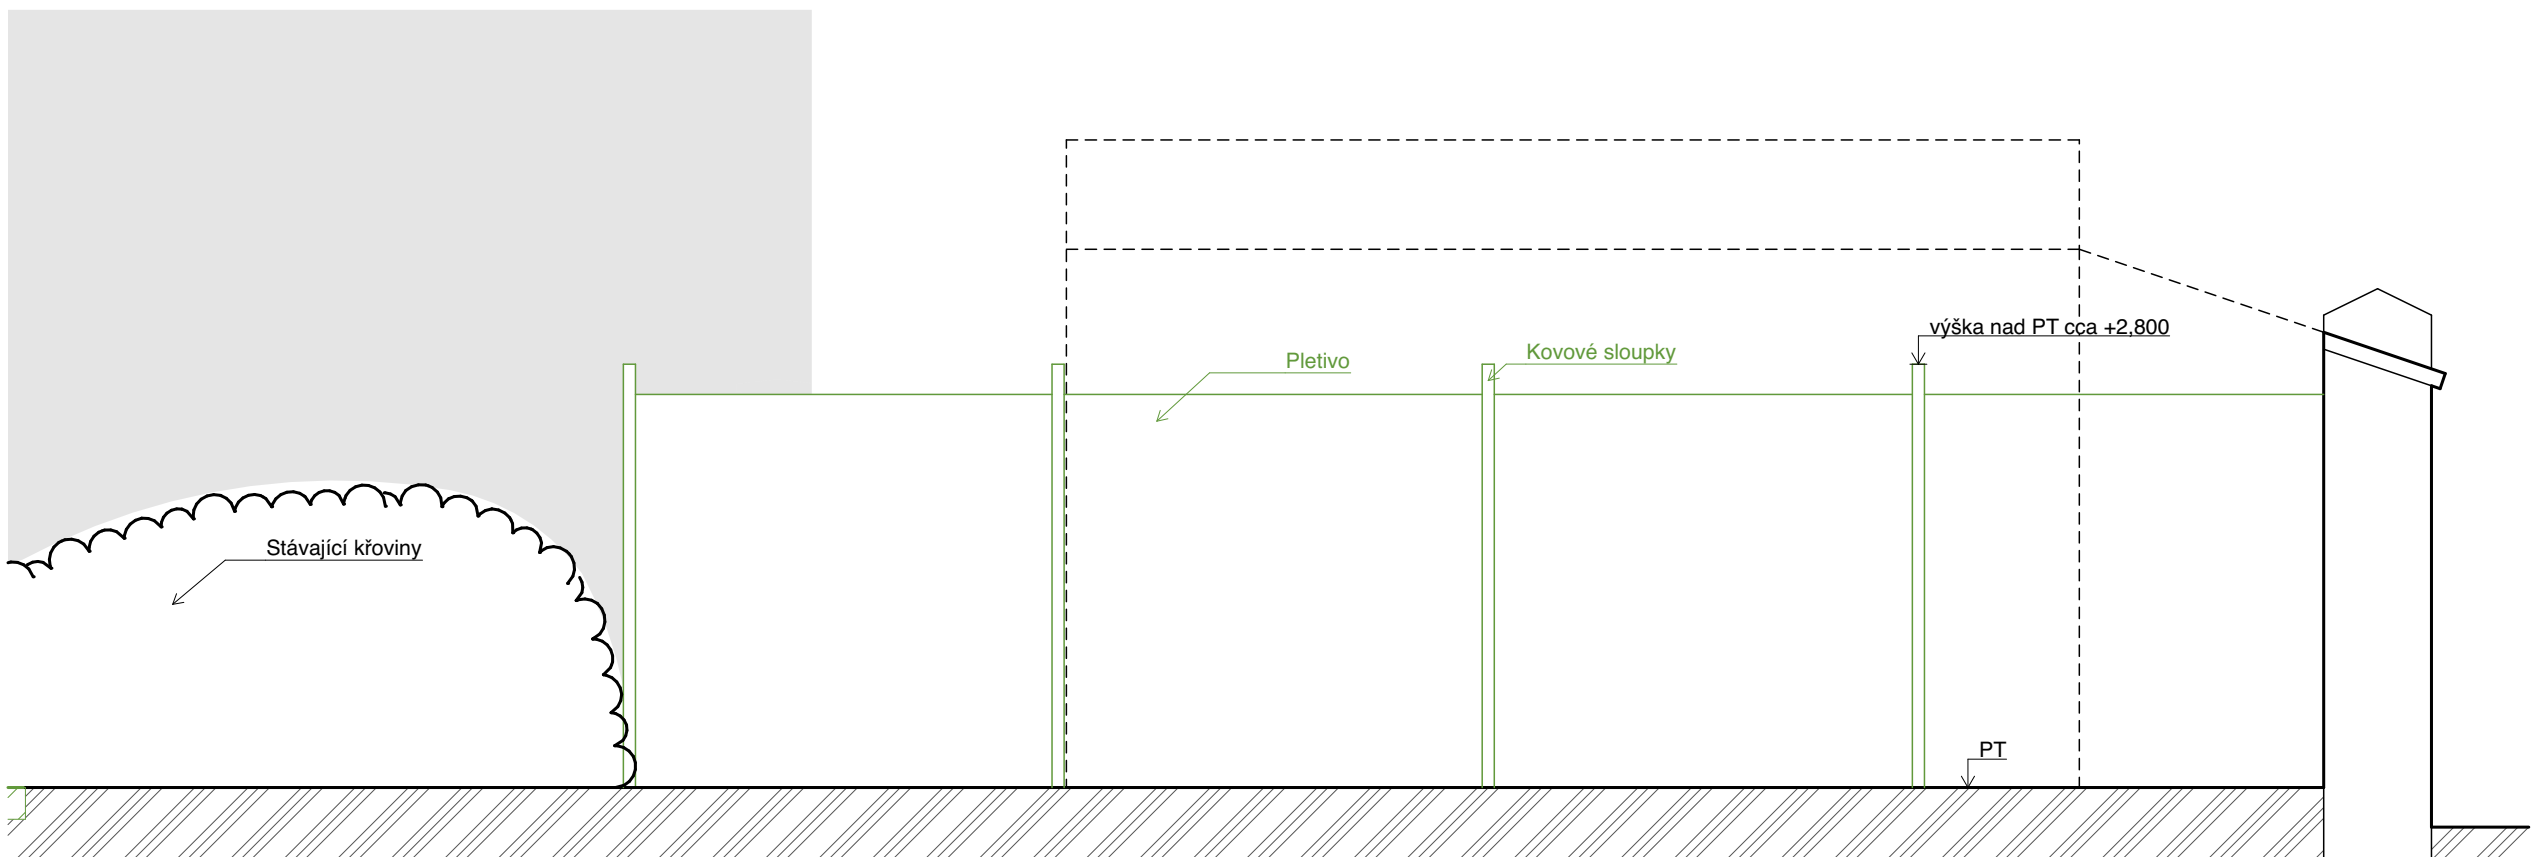 výška nad PT cca +2,800
Kovové sloupky
Pletivo
Stávající křoviny
PT